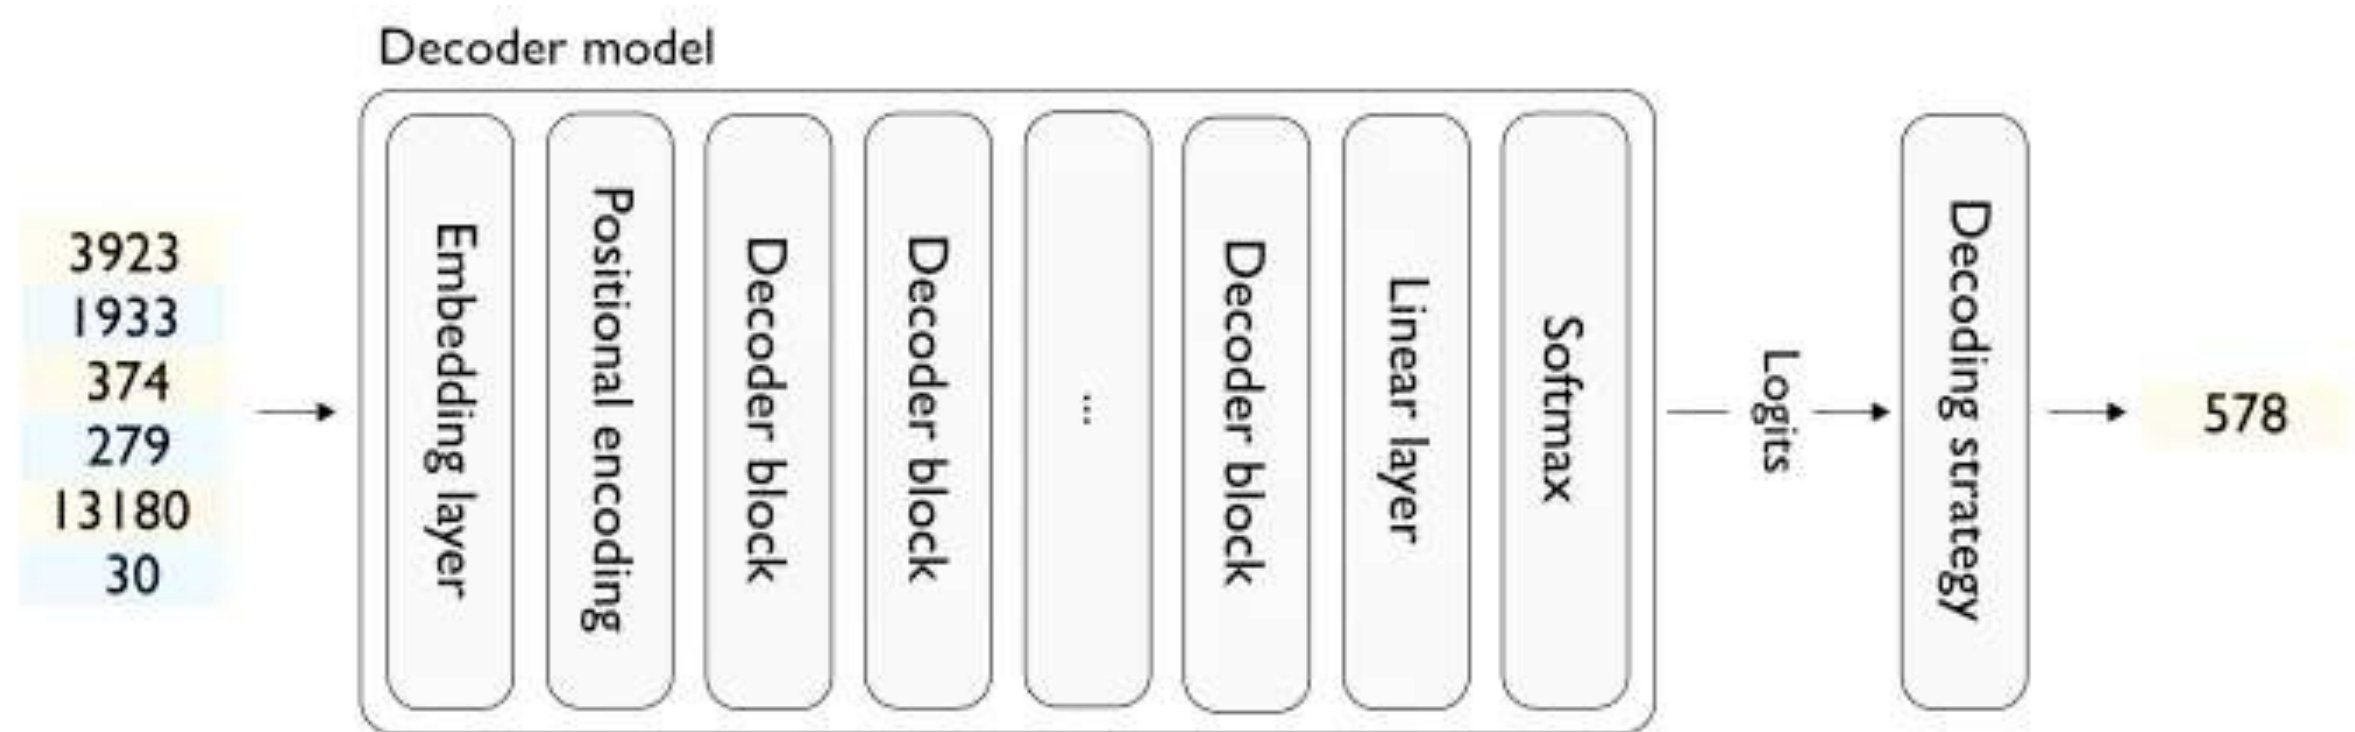 Decoder model
3923
1933
374
279
13180
30
Embedding layer
Positional encoding
Decoder block
Decoder block
...
Decoder block
Linear layer
Softmax
Logits
Decoding strategy
578